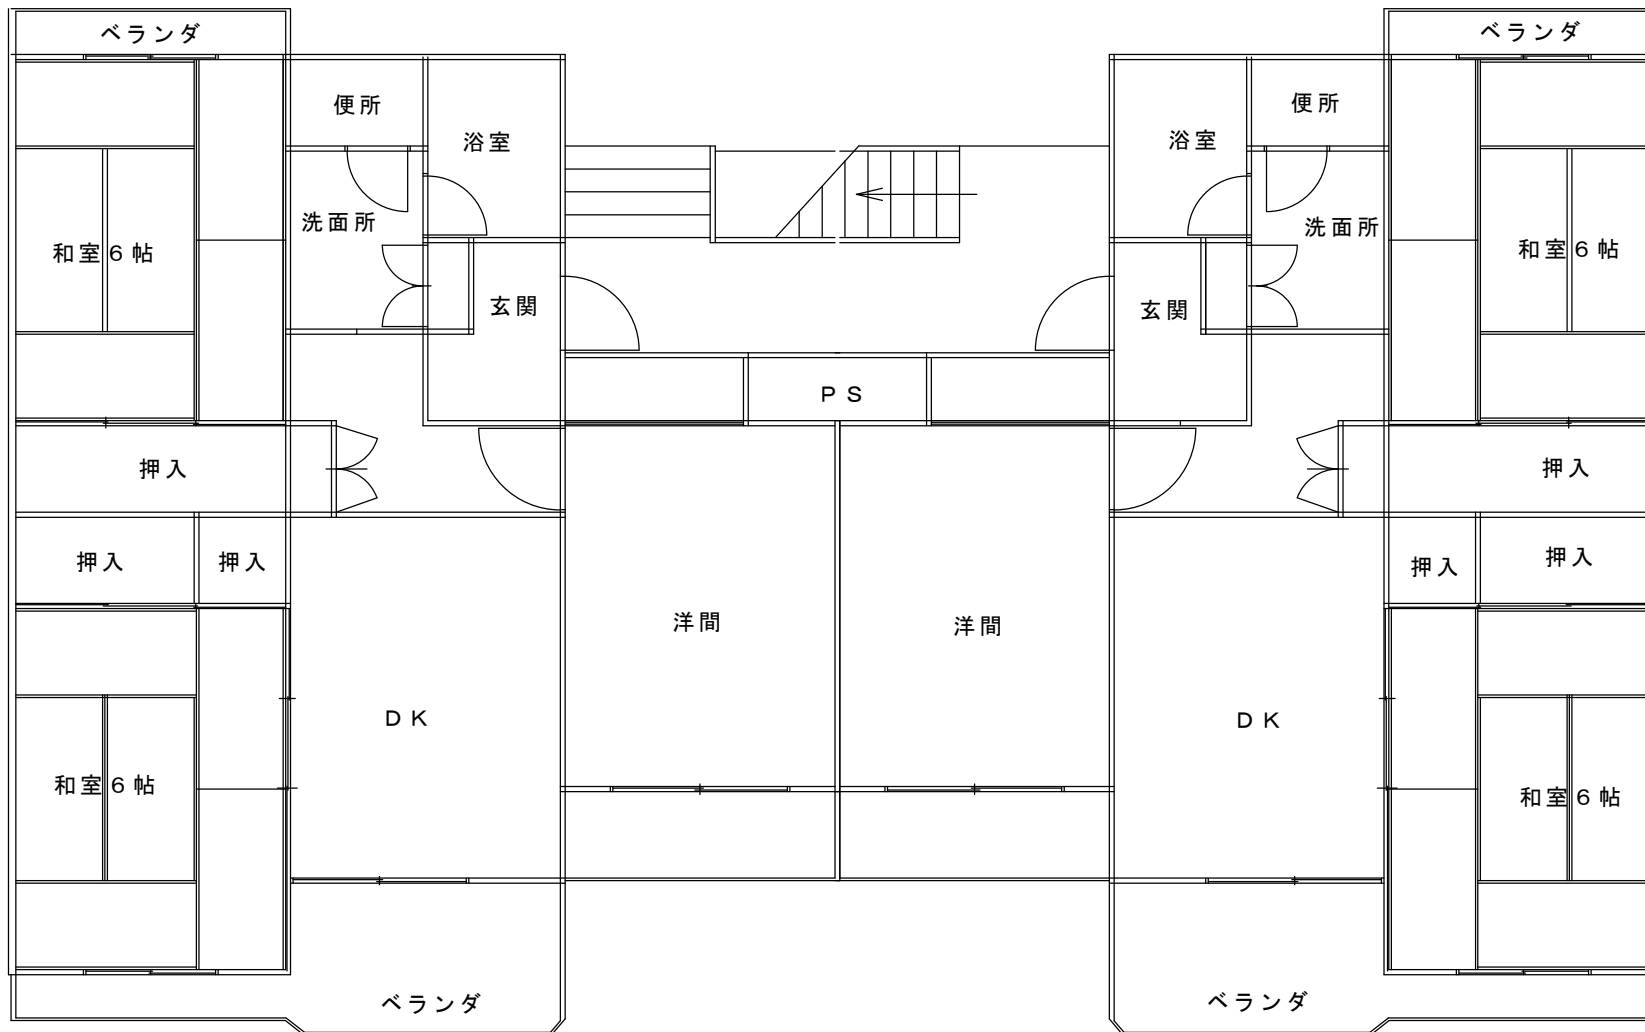 ベランダ
ベランダ
便所
浴室
浴室
便所
洗面所
洗面所
和室6帖
玄関
玄関
和室6帖
PS
押入
押入
押入
押入
押入
押入
洋間
洋間
DK
DK
和室6帖
和室6帖
ベランダ
ベランダ